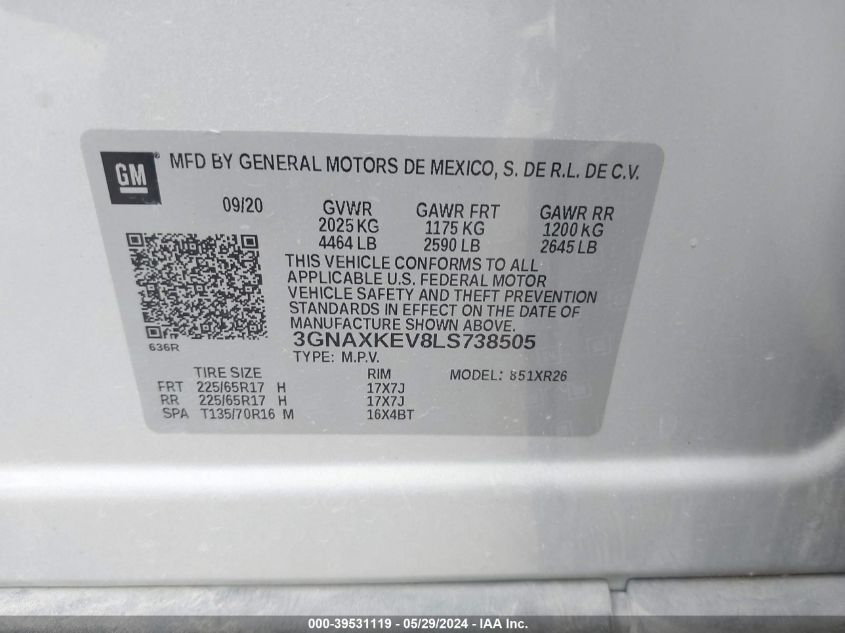 GM ® MFD BY GENERAL MOTORS DE MEXICO, S. DE R.L. DE C.V.
09/20 GVWR GAWR FRT GAWR RR
2025 KG 1175 KG 1200 KG
4464 LB 2590 LB 2645 LB
THIS VEHICLE CONFORMS TO ALL
APPLICABLE U.S. FEDERAL MOTOR
VEHICLE SAFETY AND THEFT PREVENTION
STANDARDS IN EFFECT ON THE DATE OF
MANUFACTURE SHOWN ABOVE.
636R 3GNAXKEV8LS738505
TYPE: M.P.V.
TIRE SIZE RIM MODEL: 851XR26
FRT 225/65R17 H 17X7J
RR 225/65R17 H 17X7J
SPA T135/70R16 M 16X4BT
000-39531119 - 05/29/2024 - IAA Inc.